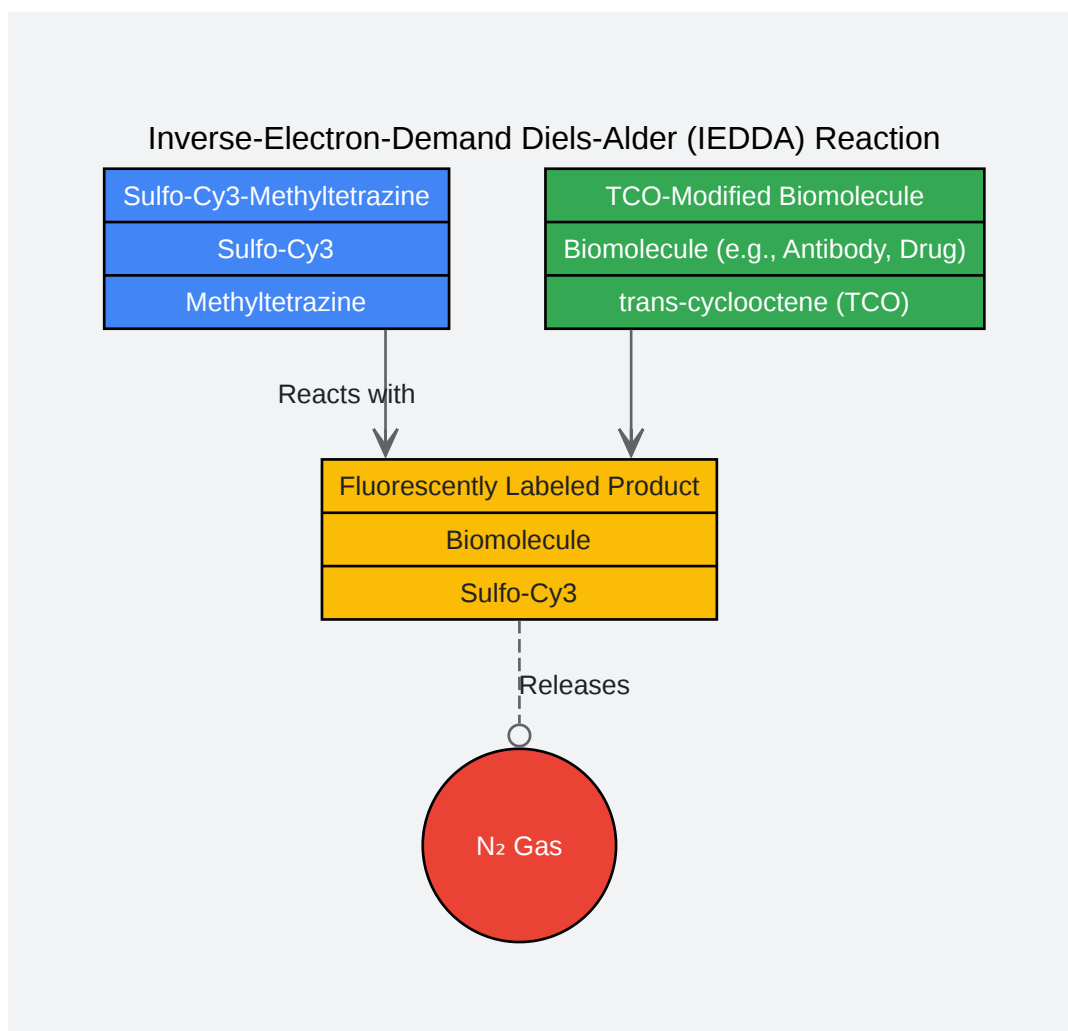 Inverse-Electron-Demand Diels-Alder (IEDDA) Reaction
Sulfo-Cy3-Methyltetrazine
Sulfo-Cy3
Methyltetrazine
TCO-Modified Biomolecule
Biomolecule (e.g., Antibody, Drug)
trans-cyclooctene (TCO)
Reacts with
Fluorescently Labeled Product
Biomolecule
Sulfo-Cy3
Releases
N₂ Gas